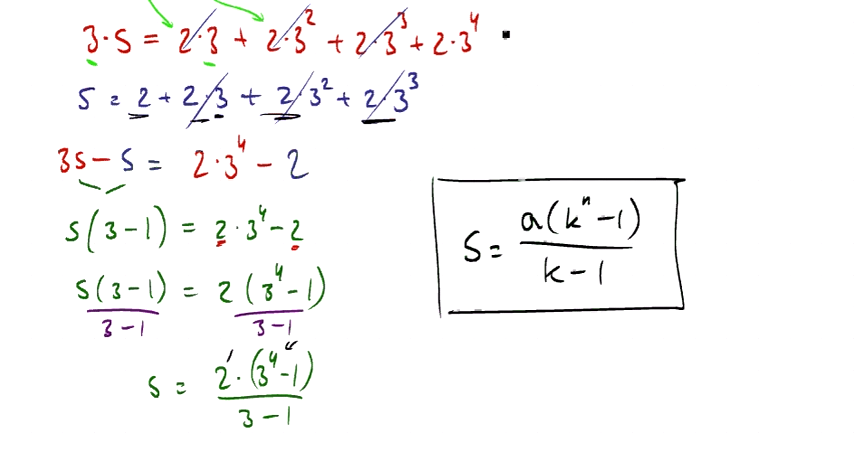 3·S = 2·3 + 2·3² + 2·3³ + 2·3⁴
S = 2 + 2·3 + 2·3² + 2·3³
3S − S = 2·3⁴ − 2
S(3−1) = 2·3⁴ − 2
S(3−1)/(3−1) = 2(3⁴−1)/(3−1)
S = 2·(3⁴−1)/(3−1)
S = a(kⁿ−1)/(k−1)